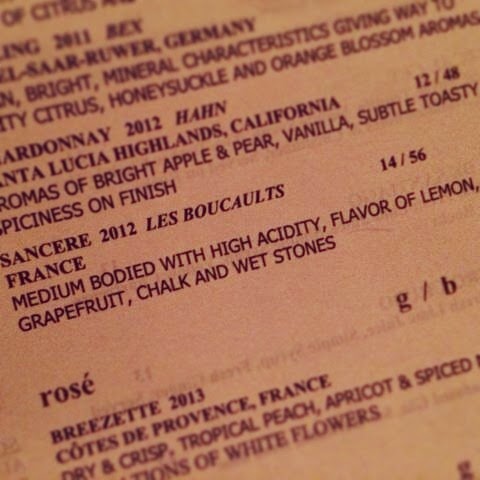 OF CITRUS AND
LING 2011 BEX
EL-SAAR-RUWER, GERMANY
N, BRIGHT, MINERAL CHARACTERISTICS GIVING WAY TO
ITY CITRUS, HONEYSUCKLE AND ORANGE BLOSSOM AROMAS
HARDONNAY 2012 HAHN 12 / 48
ANTA LUCIA HIGHLANDS, CALIFORNIA
ROMAS OF BRIGHT APPLE & PEAR, VANILLA, SUBTLE TOASTY
SPICINESS ON FINISH
SANCERE 2012 LES BOUCAULTS 14 / 56
FRANCE
MEDIUM BODIED WITH HIGH ACIDITY, FLAVOR OF LEMON,
GRAPEFRUIT, CHALK AND WET STONES
g / b
rosé
BREEZETTE 2013
CÔTES DE PROVENCE, FRANCE
DRY & CRISP, TROPICAL PEACH, APRICOT & SPICED
ATIONS OF WHITE FLOWERS
g